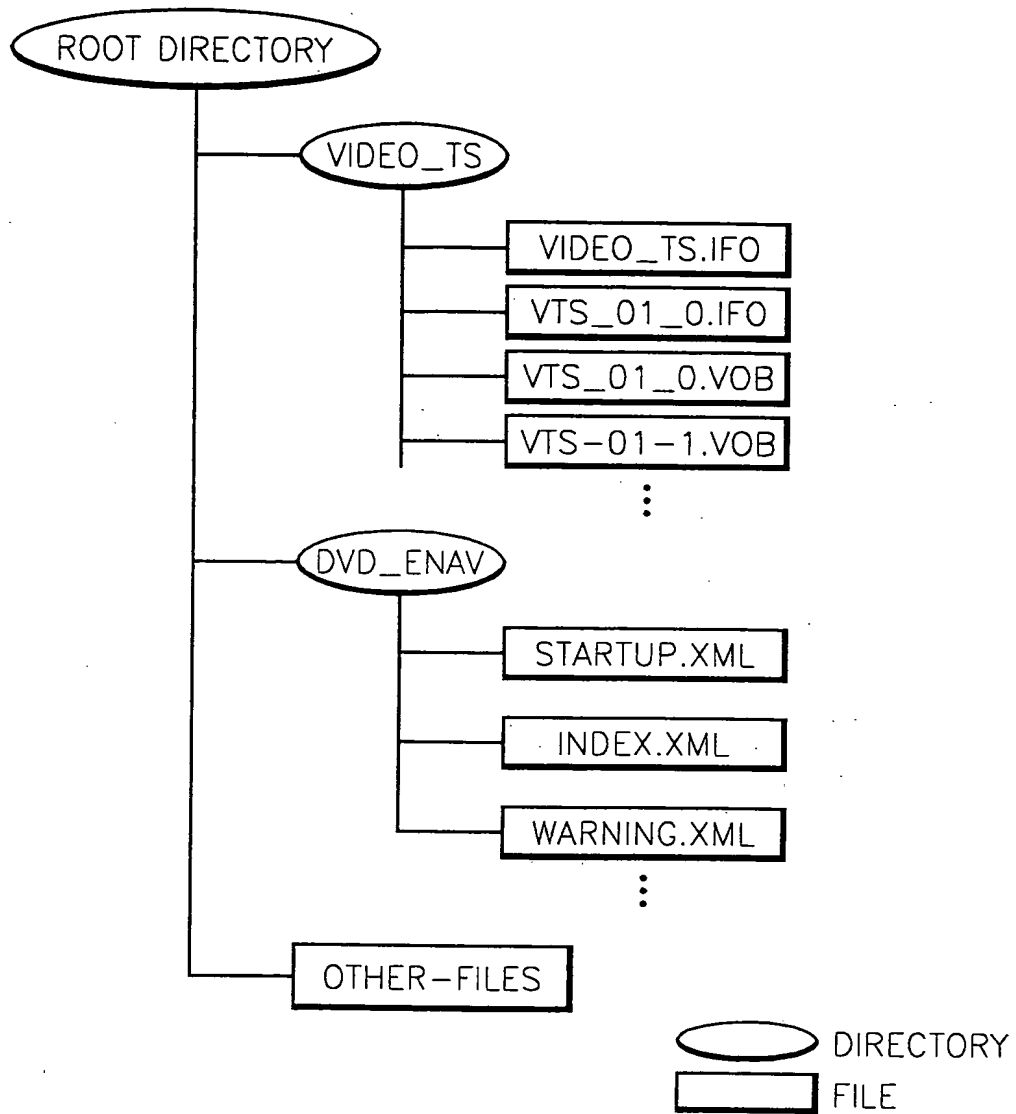 ROOT DIRECTORY
VIDEO_TS
VIDEO_TS.IFO
VTS_01_0.IFO
VTS_01_0.VOB
VTS-01-1.VOB
DVD_ENAV
STARTUP.XML
INDEX.XML
WARNING.XML
OTHER-FILES
DIRECTORY
FILE